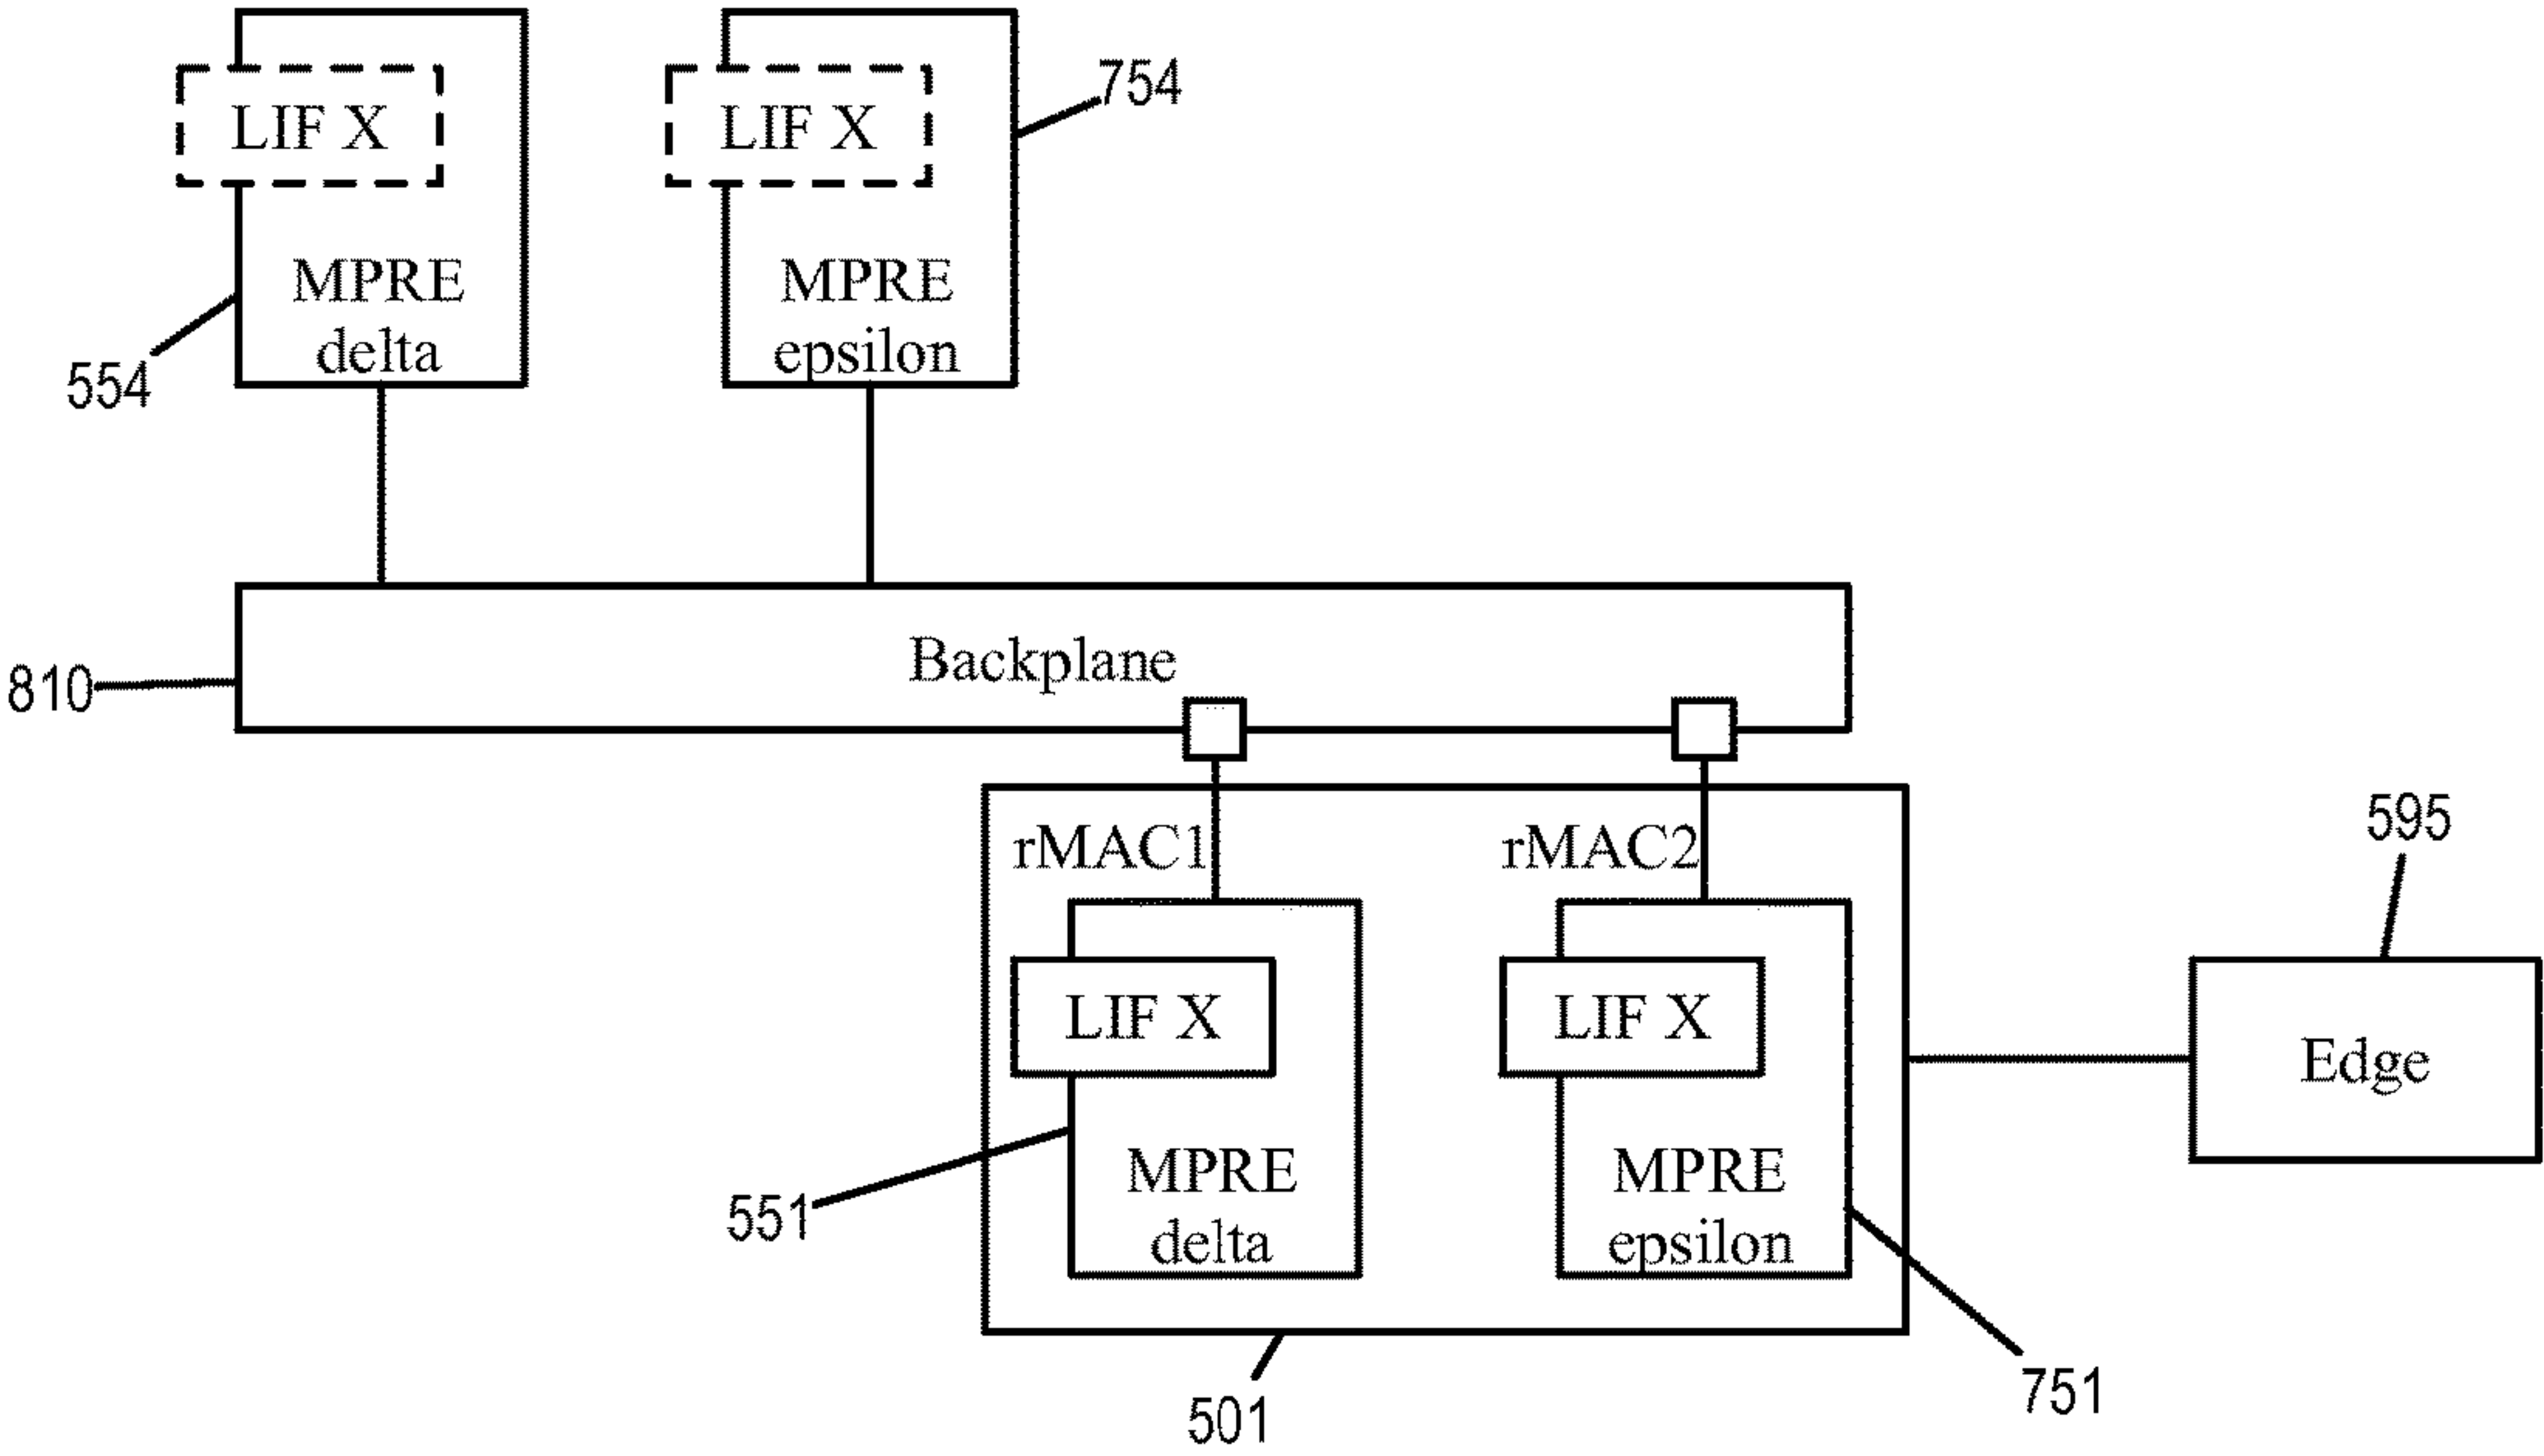 LIF X
LIF X
754
MPRE
delta
MPRE
epsilon
554
Backplane
810
rMAC1
rMAC2
595
LIF X
LIF X
Edge
MPRE
delta
MPRE
epsilon
551
751
501